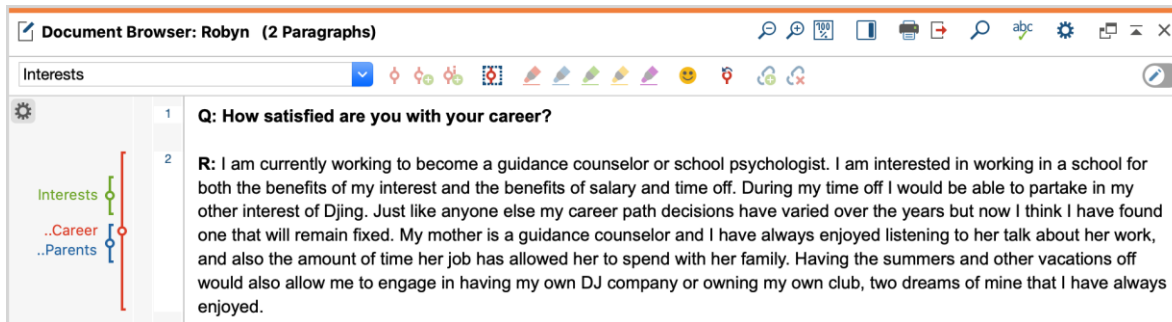 Document Browser: Robyn (2 Paragraphs)
100 %
abc
Interests
1
Q: How satisfied are you with your career?
2
R: I am currently working to become a guidance counselor or school psychologist. I am interested in working in a school for
both the benefits of my interest and the benefits of salary and time off. During my time off I would be able to partake in my
other interest of Djing. Just like anyone else my career path decisions have varied over the years but now I think I have found
one that will remain fixed. My mother is a guidance counselor and I have always enjoyed listening to her talk about her work,
and also the amount of time her job has allowed her to spend with her family. Having the summers and other vacations off
would also allow me to engage in having my own DJ company or owning my own club, two dreams of mine that I have always
enjoyed.
Interests
..Career
..Parents